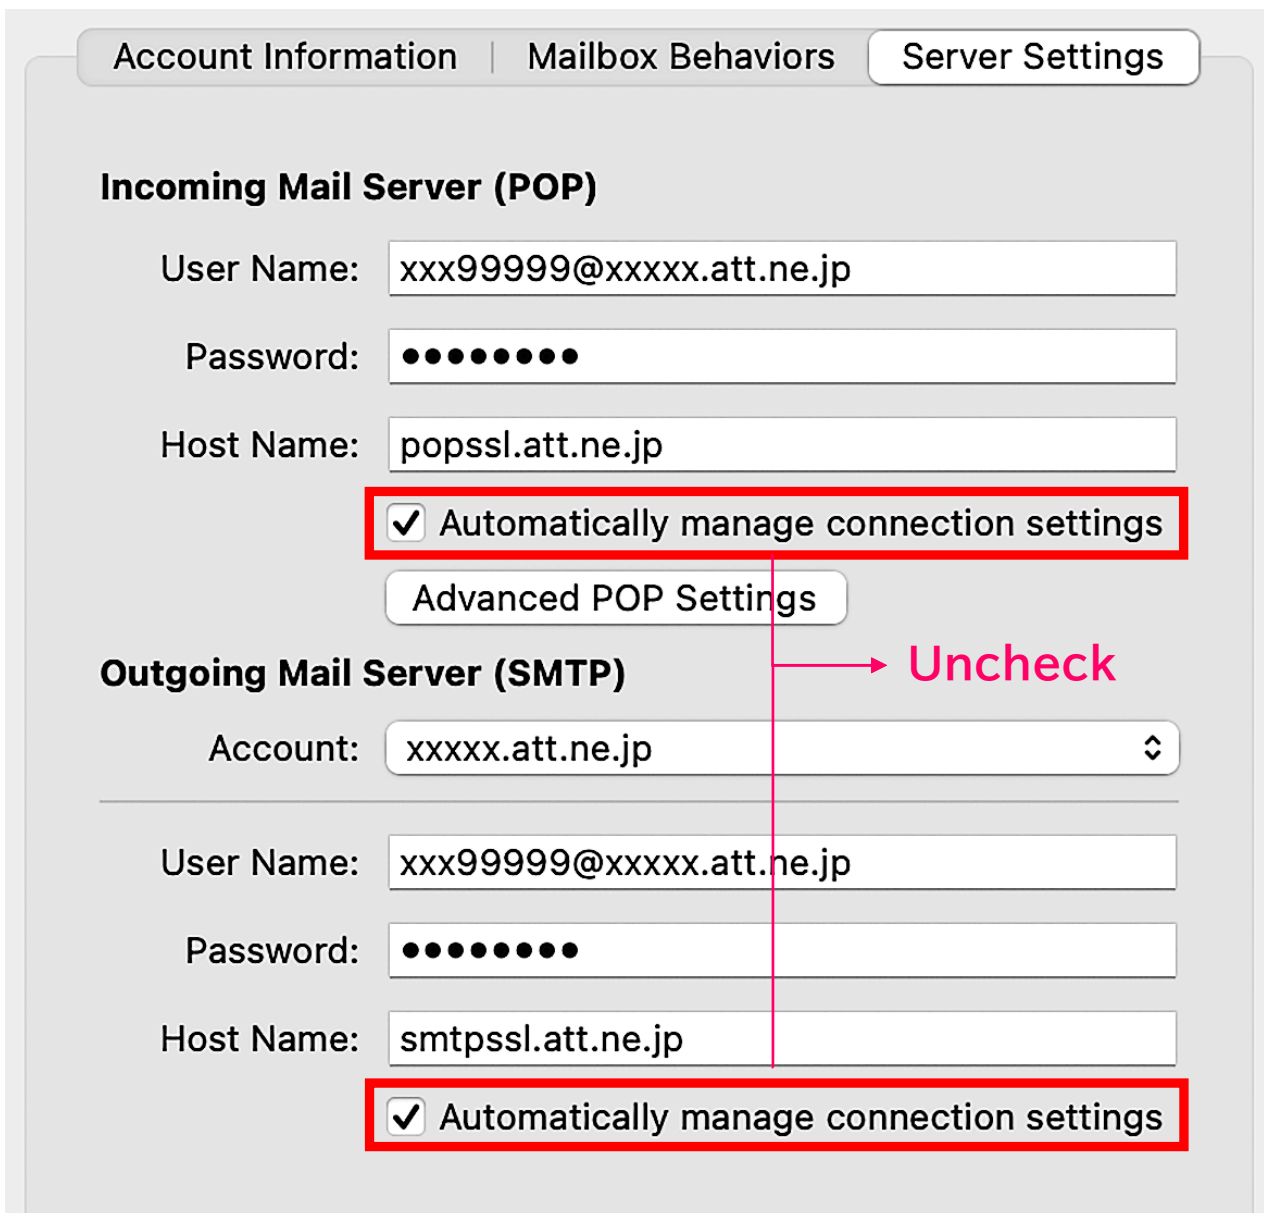 Account Information | Mailbox Behaviors Server Settings
Incoming Mail Server (POP)
User Name: xxx99999@xxxxx.att.ne.jp
Password: ••••••••
Host Name: popssl.att.ne.jp
Automatically manage connection settings
Advanced POP Settings
Uncheck
Outgoing Mail Server (SMTP)
Account: xxxxx.att.ne.jp
User Name: xxx99999@xxxxx.att.ne.jp
Password: ••••••••
Host Name: smtpssl.att.ne.jp
Automatically manage connection settings